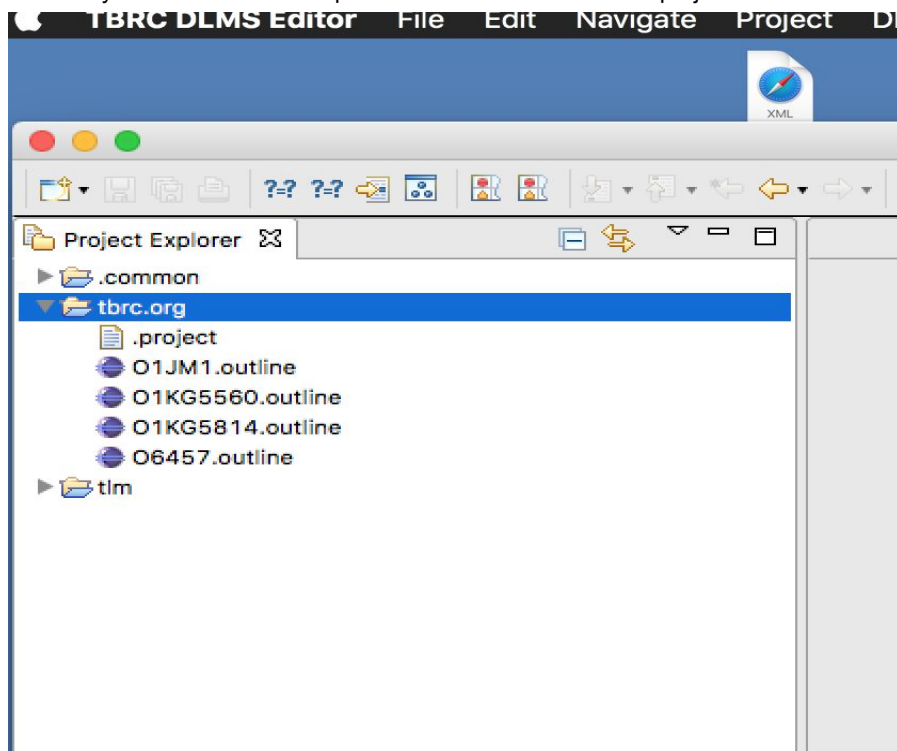 TBRC DLMS Editor File Edit Navigate Project
XML
?=? ?=?
Project Explorer
.common
tbrc.org
.project
O1JM1.outline
O1KG5560.outline
O1KG5814.outline
O6457.outline
tlm